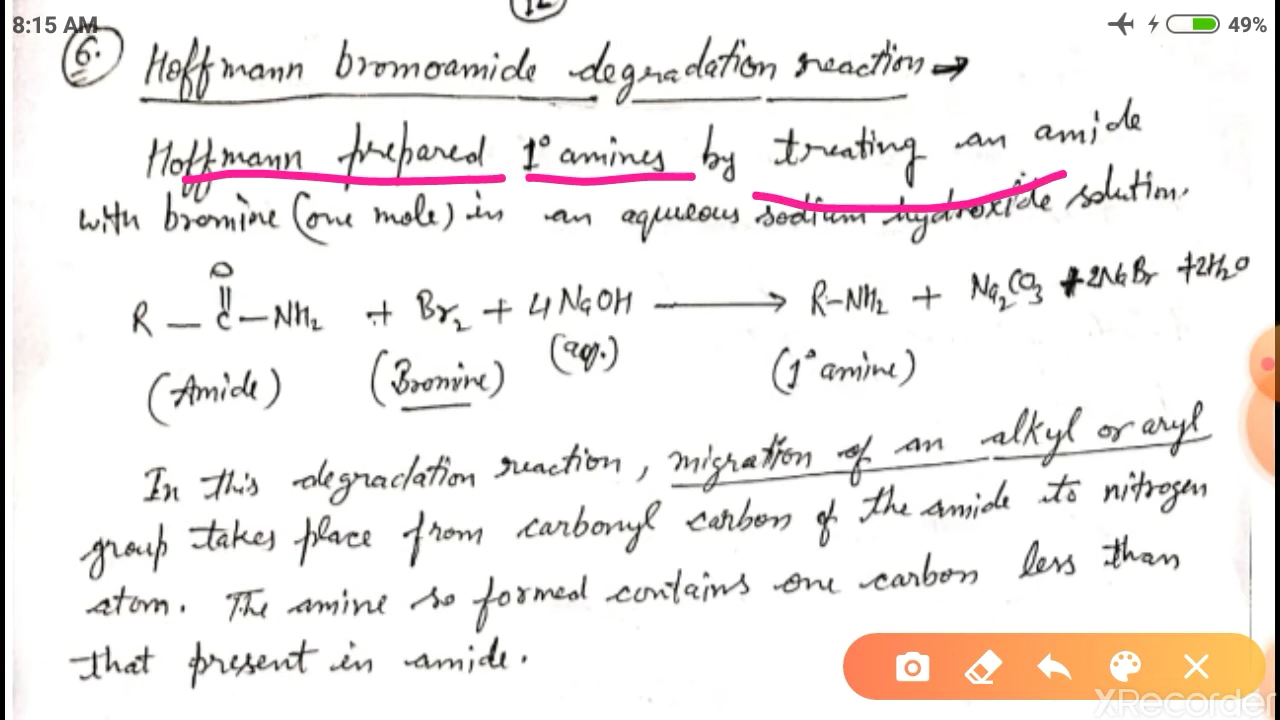 12
8:15 AM
49%
6. Hoffmann bromoamide degradation reaction →
Hoffmann prepared 1° amines by treating an amide
with bromine (one mole) in an aqueous sodium hydroxide solution.
O
||
R — C — NH₂ + Br₂ + 4 NaOH ⟶ R–NH₂ + Na₂CO₃ + 2NaBr + 2H₂O
(Amide) (Bromine) (aq.) (1° amine)
In this degradation reaction, migration of an alkyl or aryl
group takes place from carbonyl carbon of the amide to nitrogen
atom. The amine so formed contains one carbon less than
that present in amide.
XRecorder